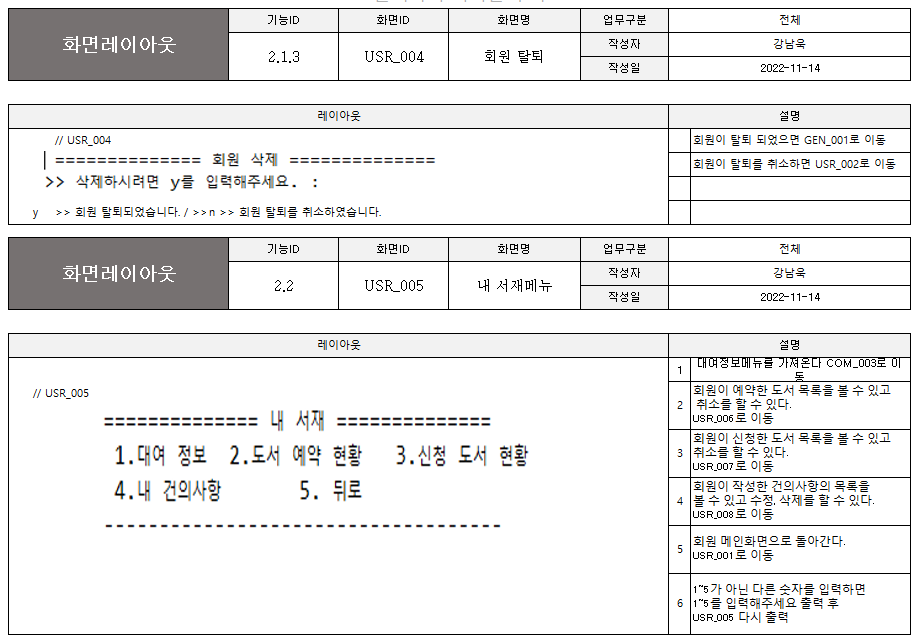 화면레이아웃
기능ID 화면ID 화면명 업무구분 전체
2.1.3 USR_004 회원 탈퇴 작성자 강남욱
작성일 2022-11-14
레이아웃 설명
// USR_004
============== 회원 삭제 ==============
>> 삭제하시려면 y를 입력해주세요. :
y >> 회원 탈퇴되었습니다. / >>n >> 회원 탈퇴를 취소하였습니다.
회원이 탈퇴 되었으면 GEN_001로 이동
회원이 탈퇴를 취소하면 USR_002로 이동
화면레이아웃
기능ID 화면ID 화면명 업무구분 전체
2.2 USR_005 내 서재메뉴 작성자 강남욱
작성일 2022-11-14
레이아웃 설명
// USR_005
============== 내 서재 ==============
1.대여 정보 2.도서 예약 현황 3.신청 도서 현황
4.내 건의사항 5. 뒤로
------------------------------------
1 대여정보메뉴를 가져온다 COM_003로 이
동
2 회원이 예약한 도서 목록을 볼 수 있고
취소를 할 수 있다.
USR_006로 이동
3 회원이 신청한 도서 목록을 볼 수 있고
취소를 할 수 있다.
USR_007로 이동
4 회원이 작성한 건의사항의 목록을
볼 수 있고 수정, 삭제를 할 수 있다.
USR_008로 이동
5 회원 메인화면으로 돌아간다.
USR_001로 이동
6 1~5가 아닌 다른 숫자를 입력하면
1~5를 입력해주세요 출력 후
USR_005 다시 출력